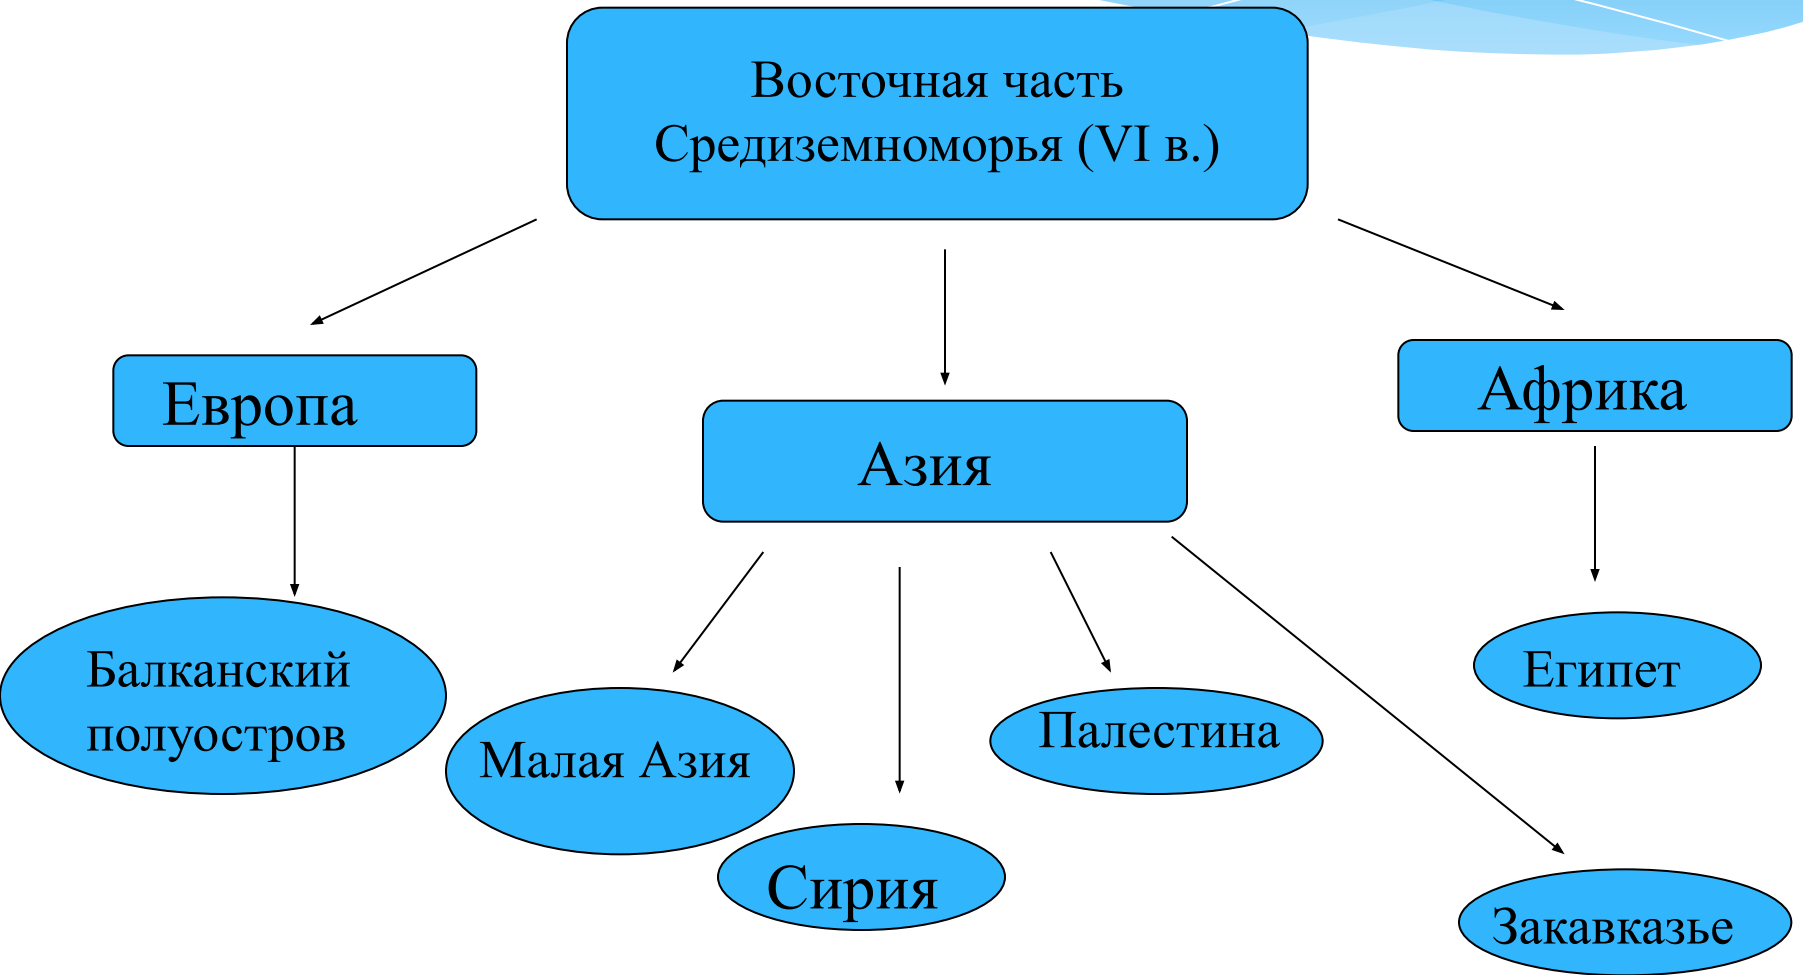 Восточная часть
Средиземноморья (VI в.)
Европа
Азия
Африка
Балканский
полуостров
Малая Азия
Сирия
Палестина
Закавказье
Египет